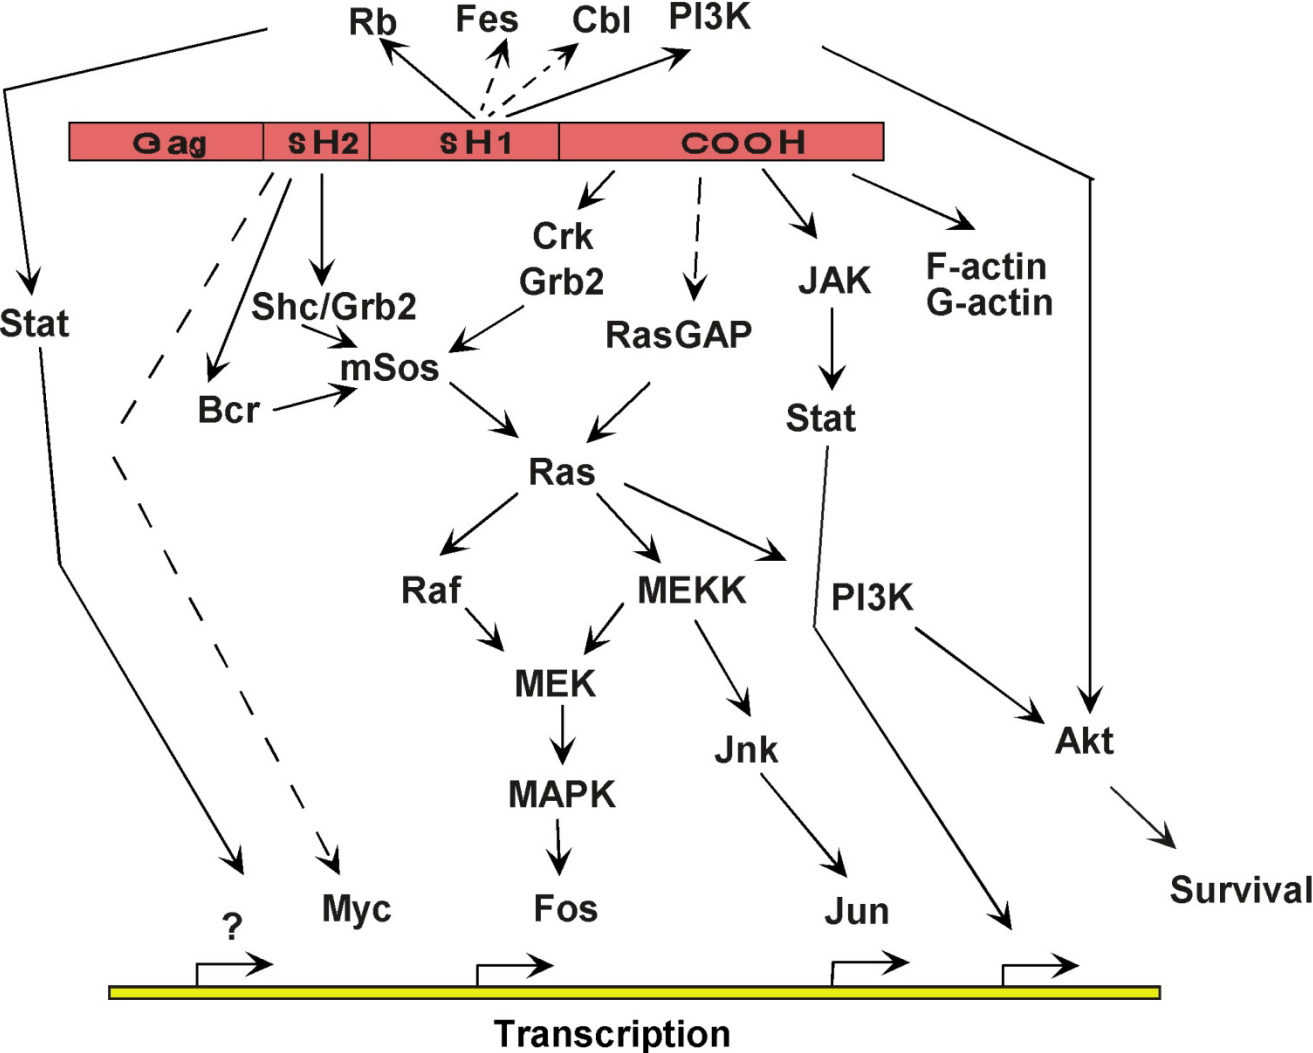 Rb Fes Cbl PI3K
Gag SH2 SH1 COOH
Crk
Grb2
F-actin
G-actin
JAK
Shc/Grb2
Stat
RasGAP
mSos
Bcr
Stat
Ras
Raf MEKK PI3K
MEK
Akt
Jnk
MAPK
Survival
? Myc Fos Jun
Transcription